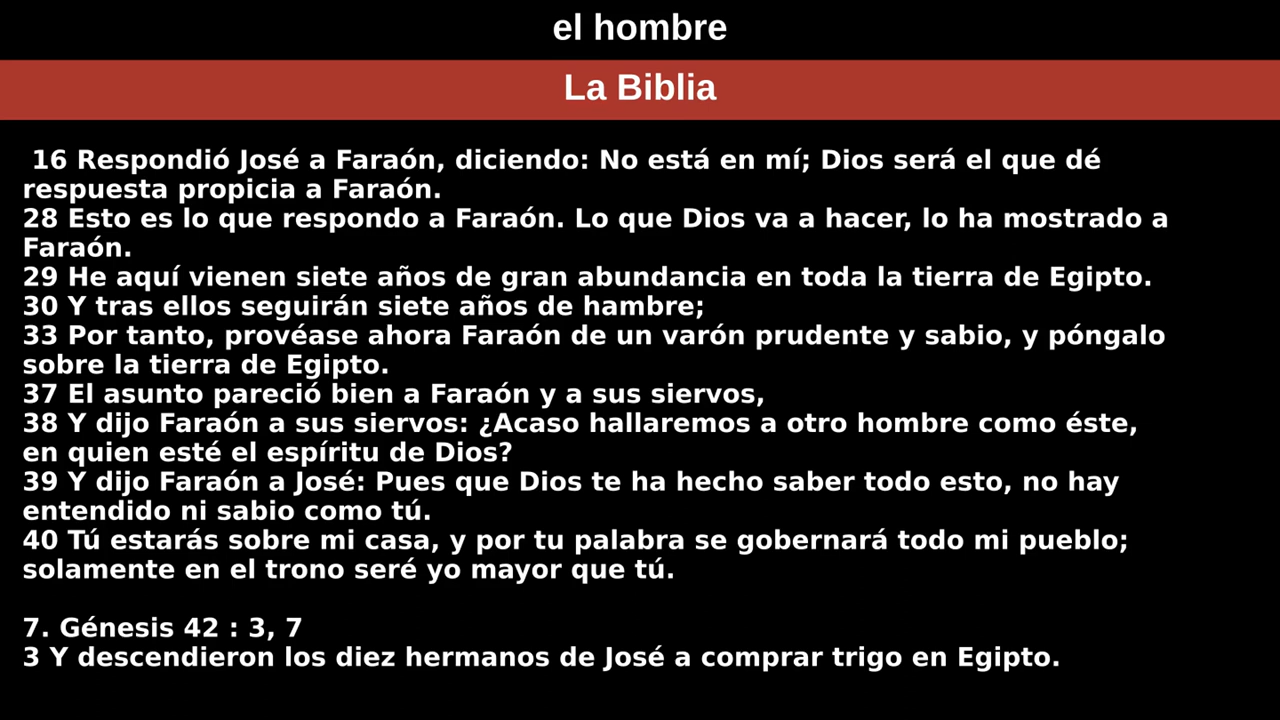 el hombre
La Biblia
16 Respondió José a Faraón, diciendo: No está en mí; Dios será el que dé
respuesta propicia a Faraón.
28 Esto es lo que respondo a Faraón. Lo que Dios va a hacer, lo ha mostrado a
Faraón.
29 He aquí vienen siete años de gran abundancia en toda la tierra de Egipto.
30 Y tras ellos seguirán siete años de hambre;
33 Por tanto, provéase ahora Faraón de un varón prudente y sabio, y póngalo
sobre la tierra de Egipto.
37 El asunto pareció bien a Faraón y a sus siervos,
38 Y dijo Faraón a sus siervos: ¿Acaso hallaremos a otro hombre como éste,
en quien esté el espíritu de Dios?
39 Y dijo Faraón a José: Pues que Dios te ha hecho saber todo esto, no hay
entendido ni sabio como tú.
40 Tú estarás sobre mi casa, y por tu palabra se gobernará todo mi pueblo;
solamente en el trono seré yo mayor que tú.
7. Génesis 42 : 3, 7
3 Y descendieron los diez hermanos de José a comprar trigo en Egipto.